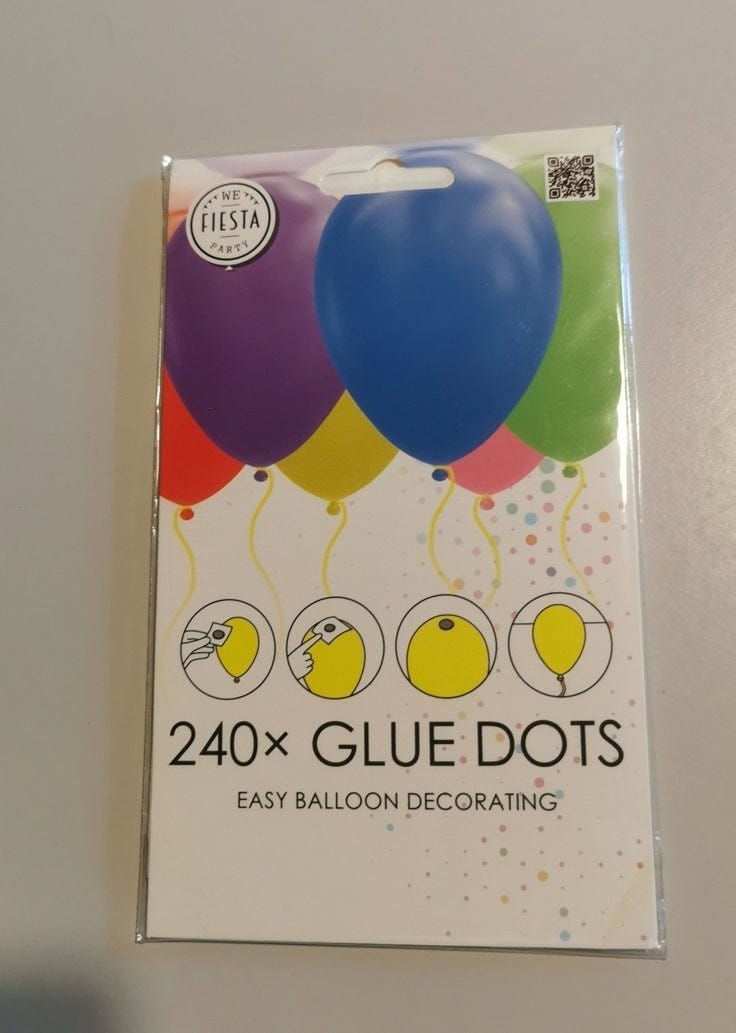 WE
FIESTA
PARTY
240× GLUE DOTS
EASY BALLOON DECORATING